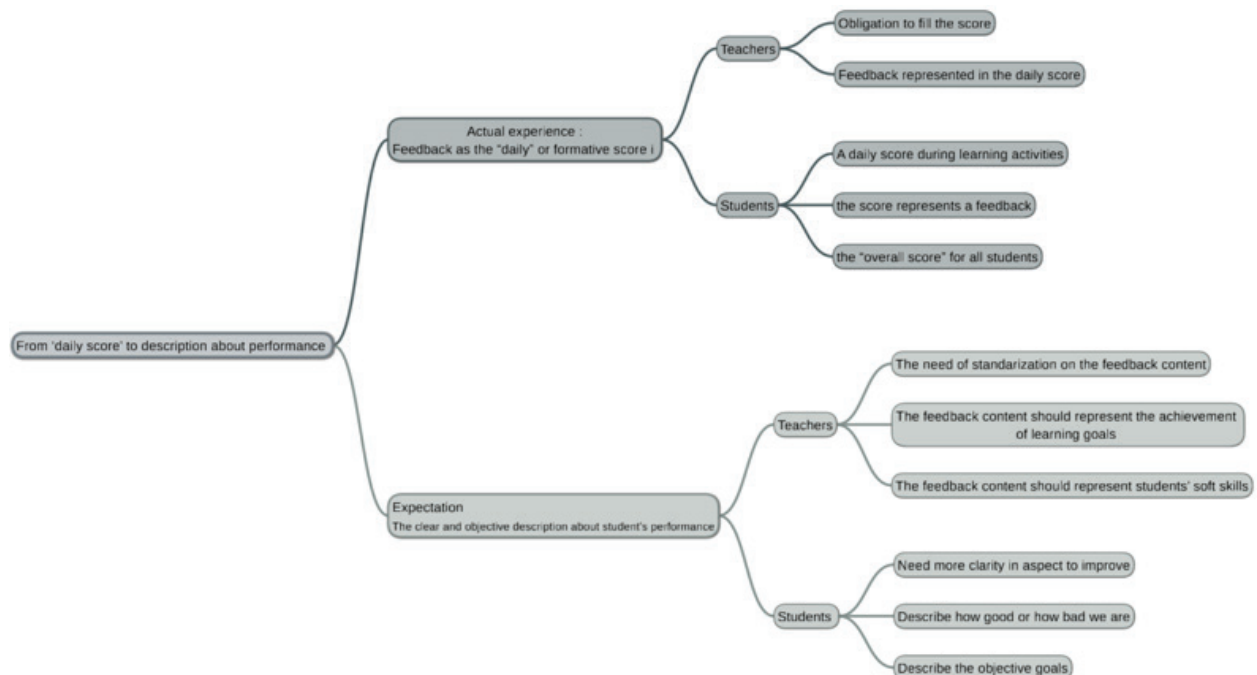 From 'daily score' to description about performance
Actual experience :
Feedback as the "daily" or formative score i
Teachers
Obligation to fill the score
Feedback represented in the daily score
Students
A daily score during learning activities
the score represents a feedback
the "overall score" for all students
Expectation
The clear and objective description about student's performance
Teachers
The need of standarization on the feedback content
The feedback content should represent the achievement
of learning goals
The feedback content should represent students' soft skills
Students
Need more clarity in aspect to improve
Describe how good or how bad we are
Describe the objective goals